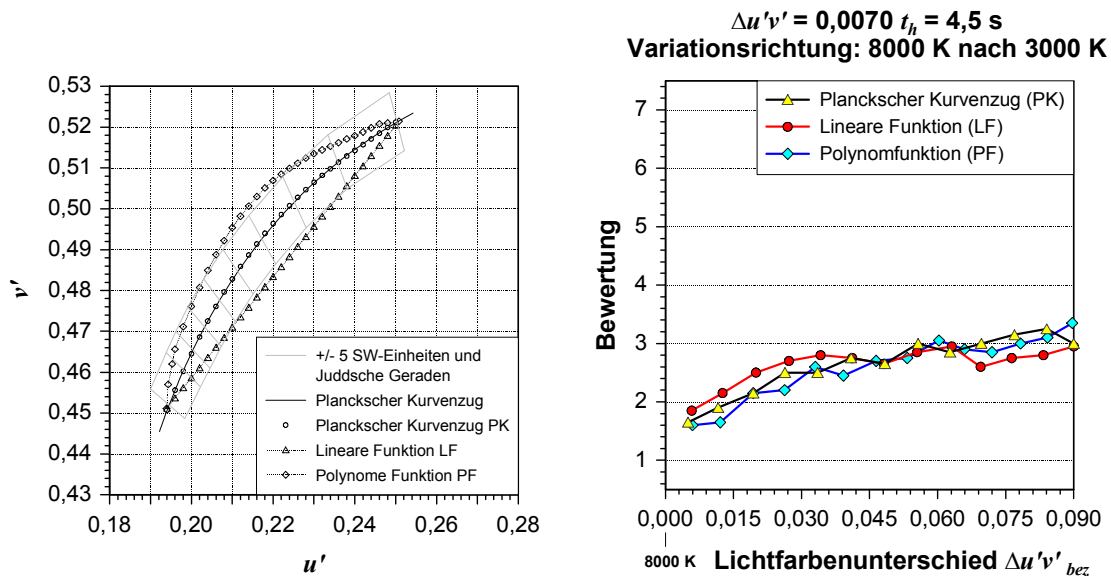 0,53
0,52
0,51
0,50
0,49
0,48
0,47
0,46
0,45
0,44
0,43
v'
0,18
0,20
0,22
0,24
0,26
0,28
u'
+/- 5 SW-Einheiten und
Juddsche Geraden
Planckscher Kurvenzug
Planckscher Kurvenzug PK
Lineare Funktion LF
Polynome Funktion PF
Δu'v' = 0,0070 t_h = 4,5 s
Variationsrichtung: 8000 K nach 3000 K
Planckscher Kurvenzug (PK)
Lineare Funktion (LF)
Polynomfunktion (PF)
7
6
5
4
3
2
1
Bewertung
0,000
0,015
0,030
0,045
0,060
0,075
0,090
8000 K
Lichtfarbenunterschied Δu'v' bez